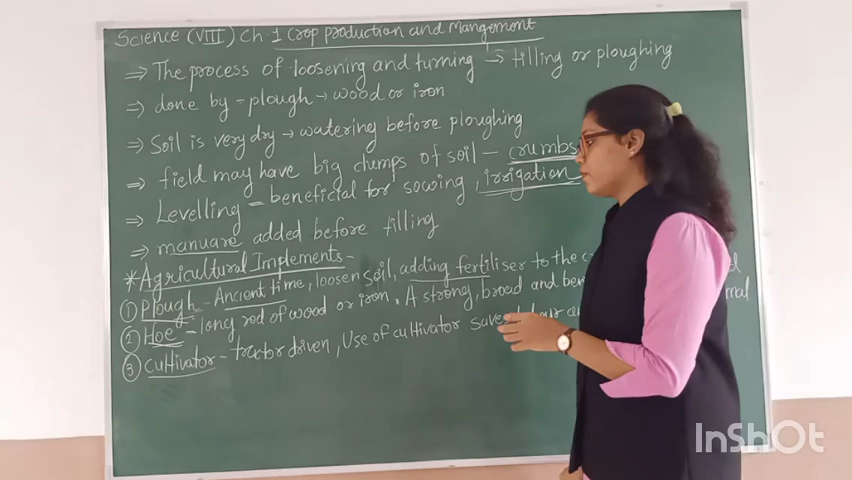 Science (VIII) Ch-1 Crop production and Mangement
⇒ The process of loosening and turning → tilling or ploughing
⇒ done by - plough → wood or iron
⇒ Soil is very dry → watering before ploughing
⇒ field may have big clumps of soil - crumbs
⇒ Levelling - beneficial for sowing, irrigation
⇒ manuare added before tilling
* Agricultural Implements -
① Plough - Ancient time, loosen soil, adding fertiliser to the
② Hoe - long rod of wood or iron. A strong, broad and
③ Cultivator - tractor driven, Use of cultivator saves
InShOt